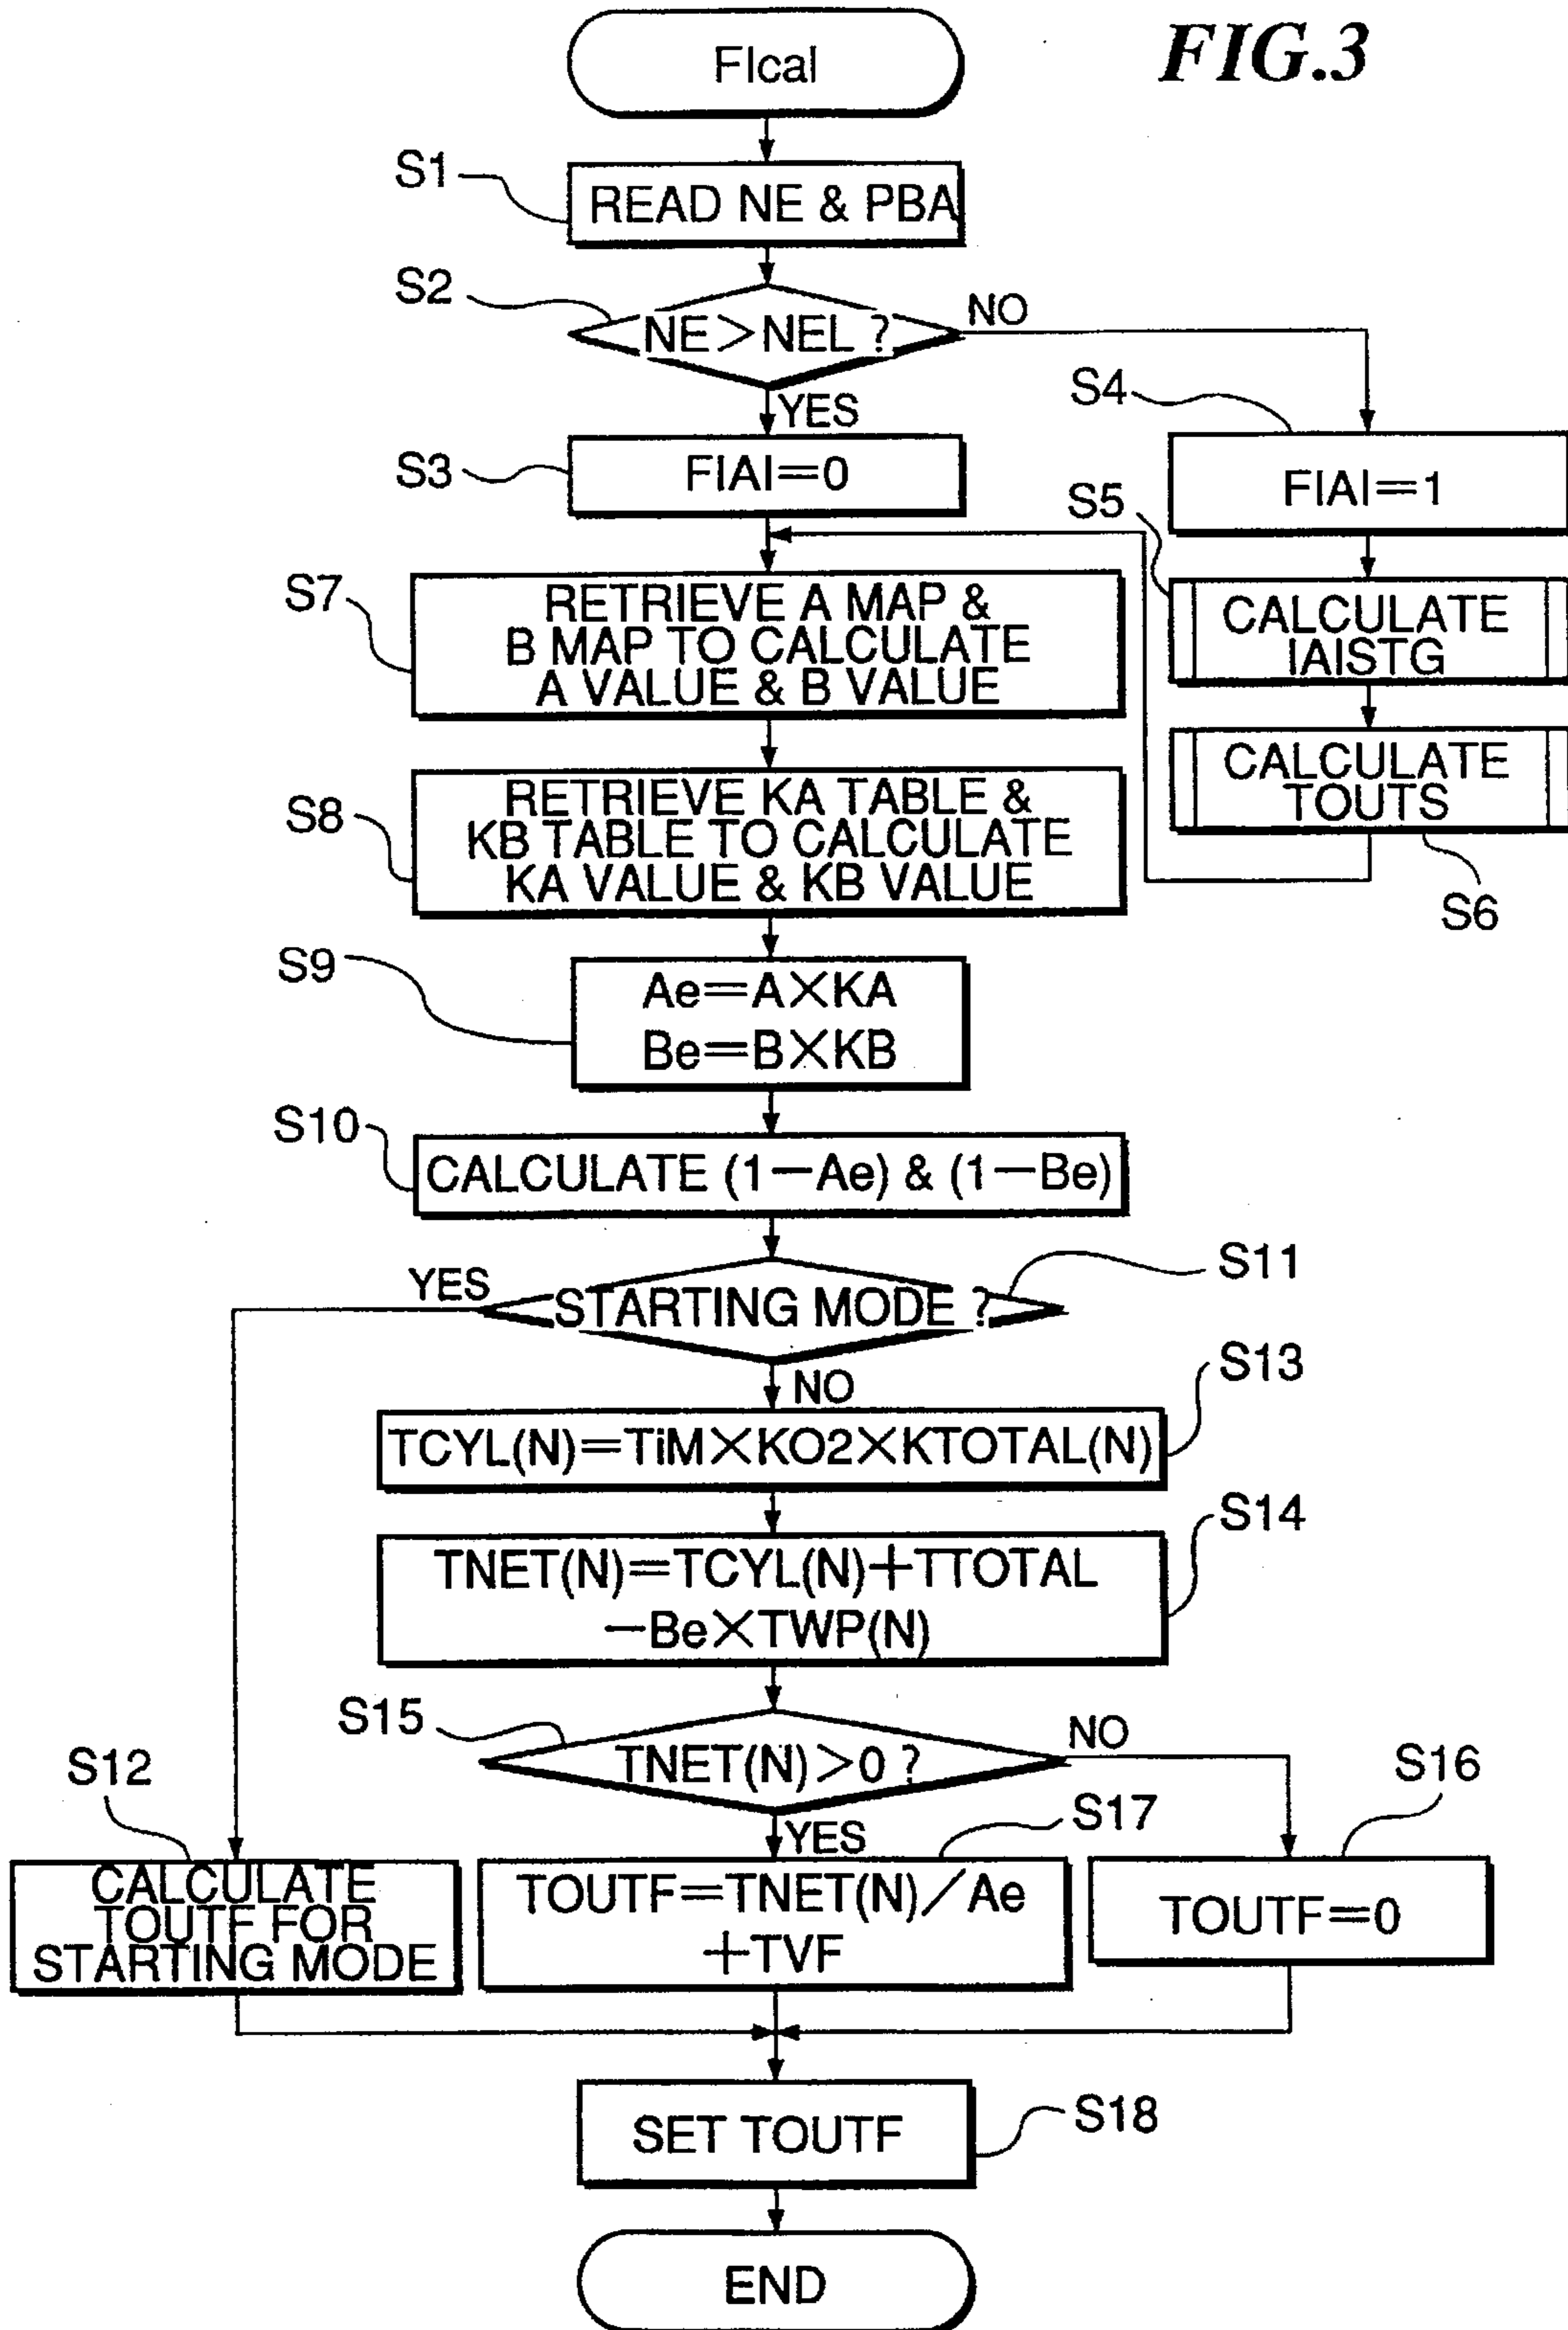 FIG.3
FIcal
S1
READ NE & PBA
S2
NE>NEL ?
NO
YES
S3
FIAI=0
S4
FIAI=1
S5
CALCULATE
IAISTG
CALCULATE
TOUTS
S6
S7
RETRIEVE A MAP &
B MAP TO CALCULATE
A VALUE & B VALUE
S8
RETRIEVE KA TABLE &
KB TABLE TO CALCULATE
KA VALUE & KB VALUE
S9
Ae=A×KA
Be=B×KB
S10
CALCULATE (1−Ae) & (1−Be)
S11
STARTING MODE ?
YES
NO
S13
TCYL(N)=TiM×KO2×KTOTAL(N)
S14
TNET(N)=TCYL(N)+TTOTAL
−Be×TWP(N)
S15
TNET(N)>0 ?
NO
YES
S12
CALCULATE
TOUTF FOR
STARTING MODE
S17
TOUTF=TNET(N)/Ae
+TVF
S16
TOUTF=0
SET TOUTF
S18
END